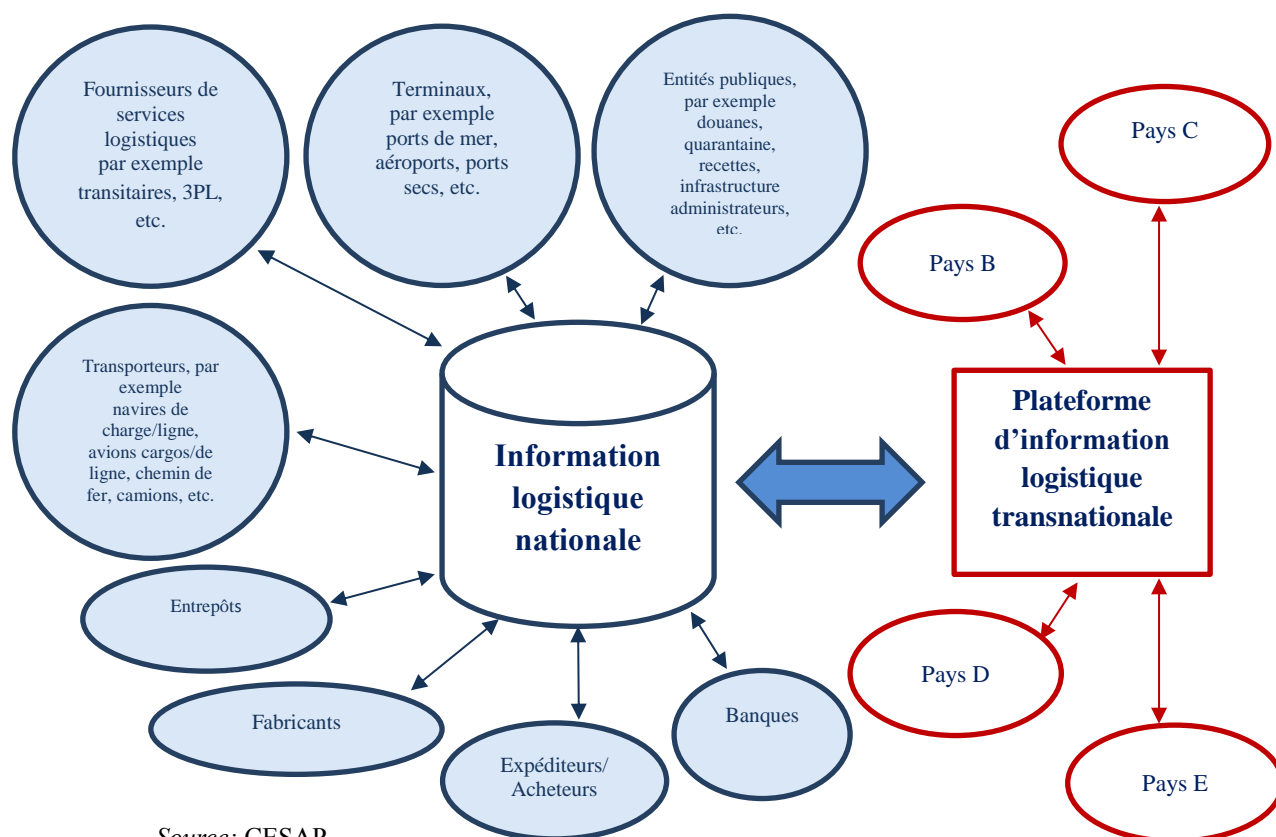 Fournisseurs de
services
logistiques
par exemple
transitaires, 3PL,
etc.
Terminaux,
par exemple
ports de mer,
aéroports, ports
secs, etc.
Entités publiques,
par exemple
douanes,
quarantaine,
recettes,
infrastructure
administrateurs,
etc.
Pays C
Pays B
Transporteurs, par
exemple
navires de
charge/ligne,
avions cargos/de
ligne, chemin de
fer, camions, etc.
Information
logistique
nationale
Plateforme
d’information
logistique
transnationale
Entrepôts
Fabricants
Expéditeurs/
Acheteurs
Banques
Pays D
Pays E
Source: CESAP